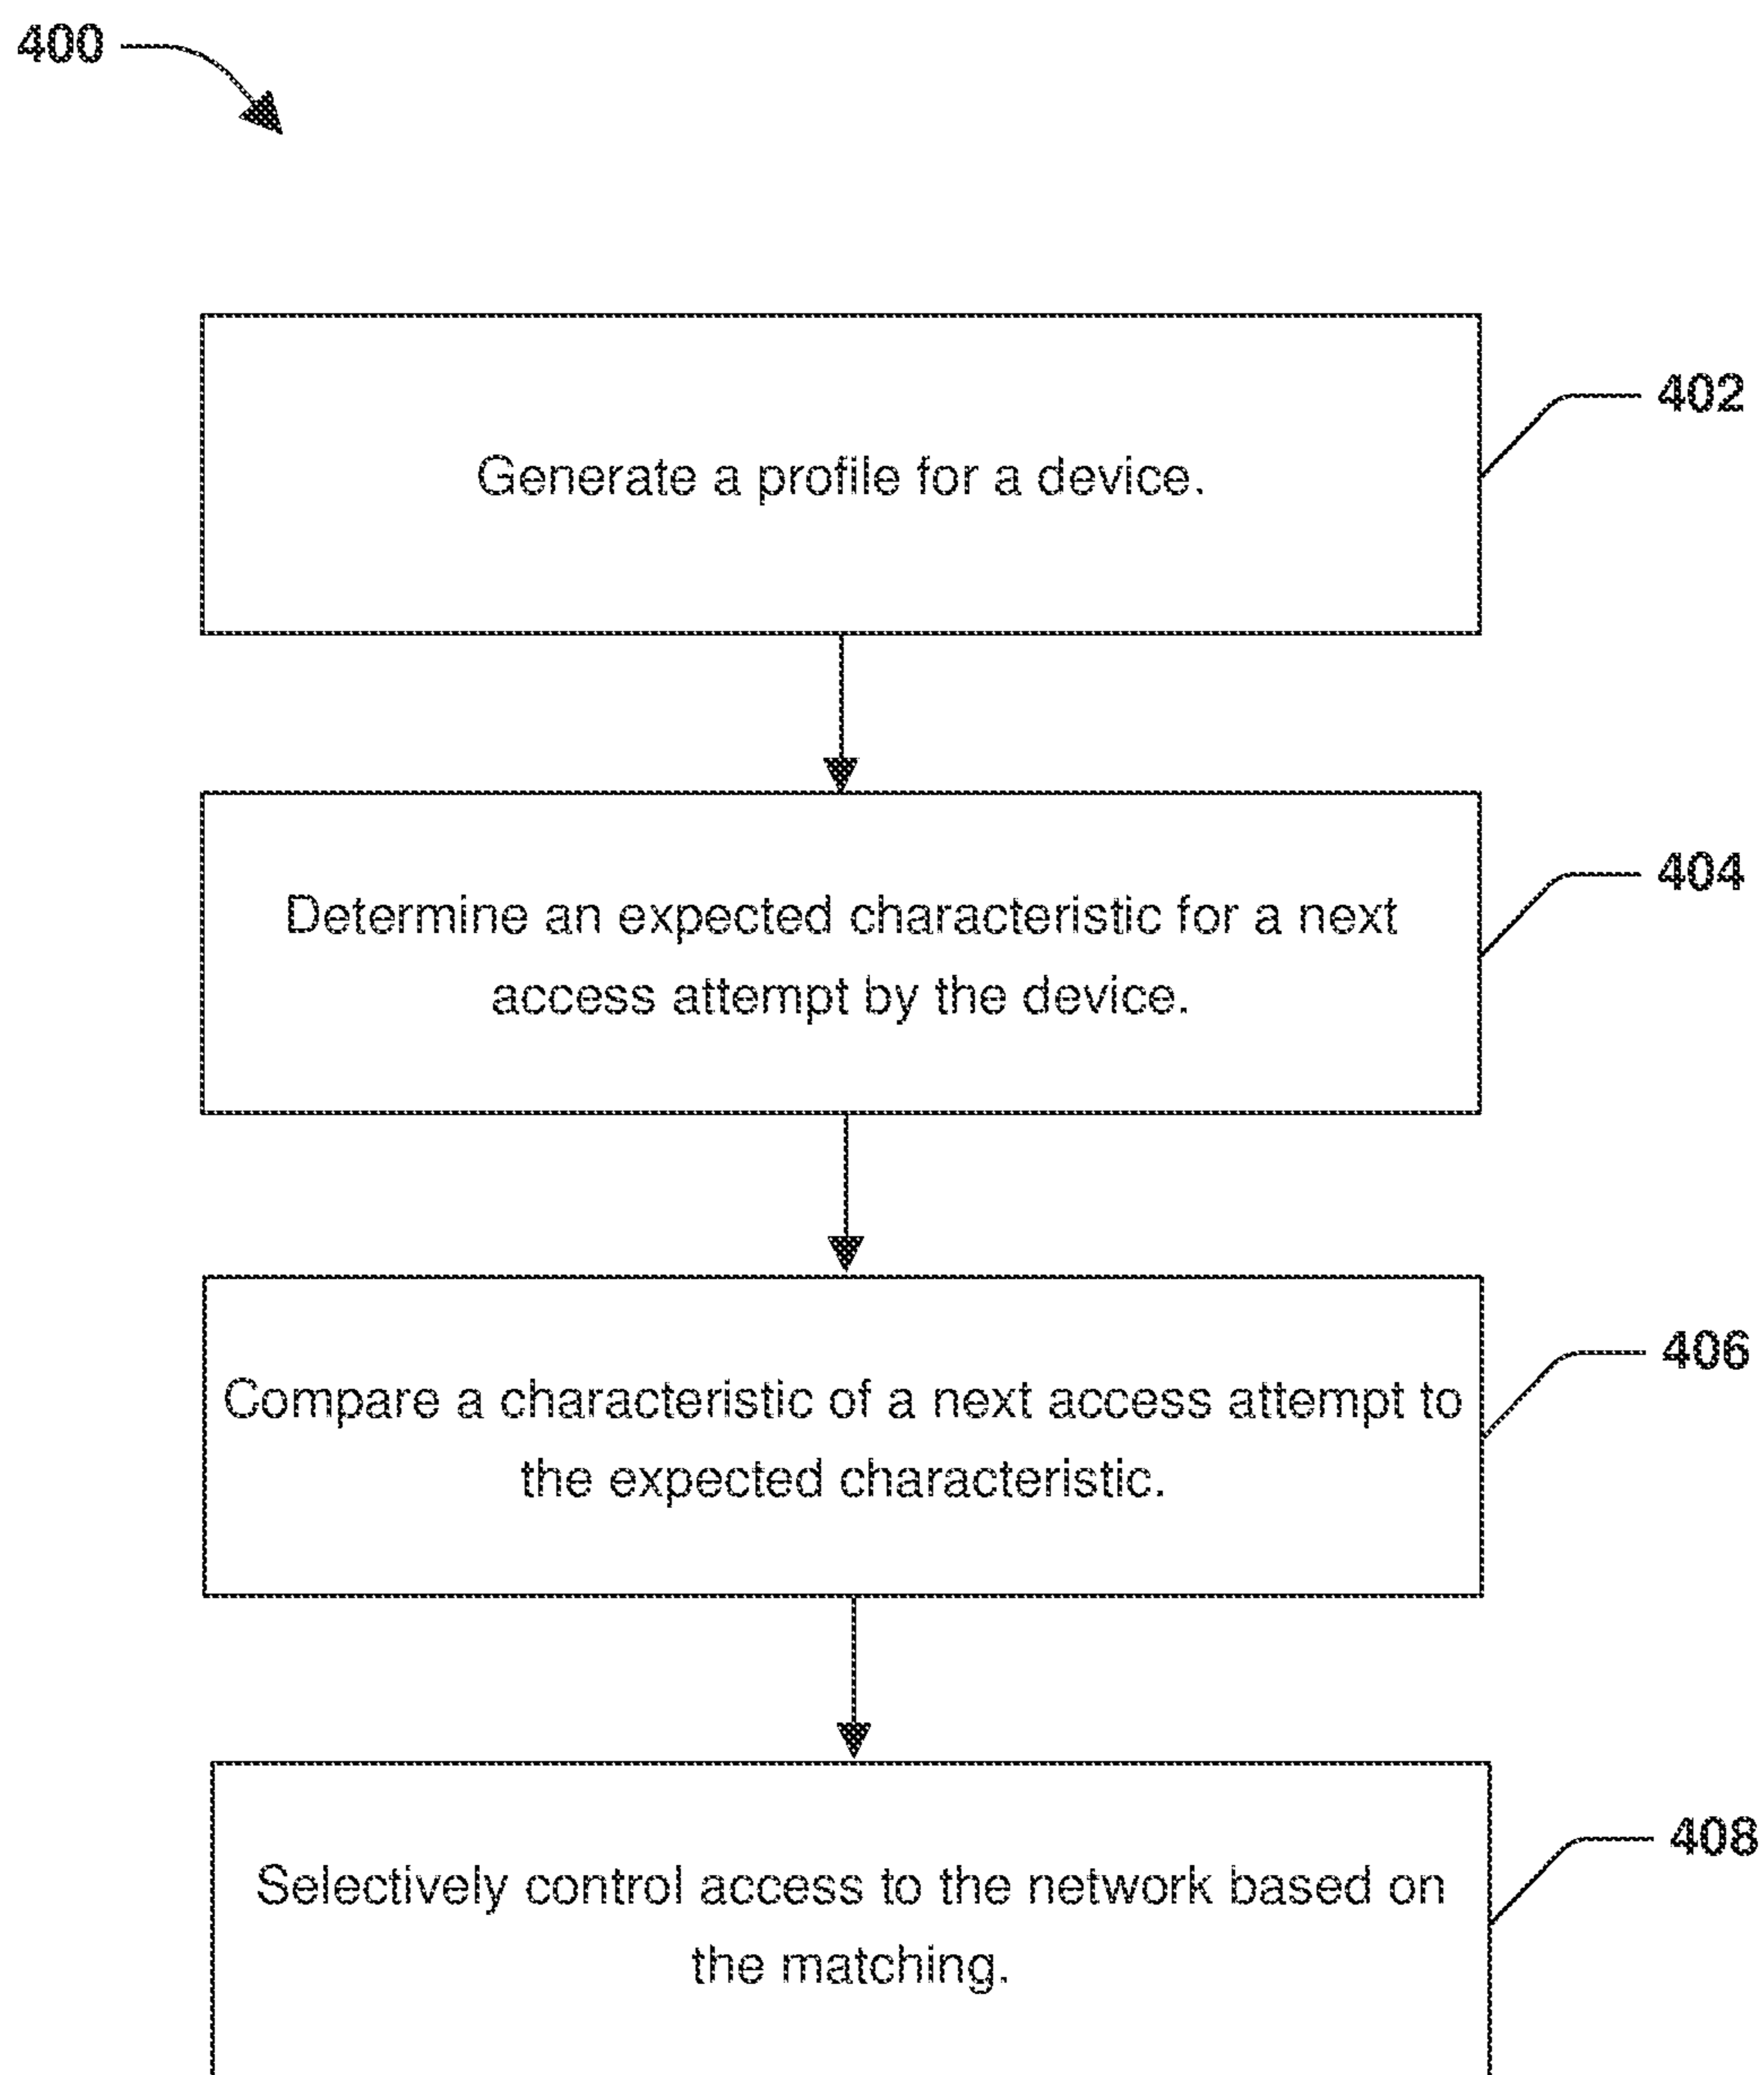 400
402
Generate a profile for a device.
404
Determine an expected characteristic for a next
access attempt by the device.
406
Compare a characteristic of a next access attempt to
the expected characteristic.
408
Selectively control access to the network based on
the matching.